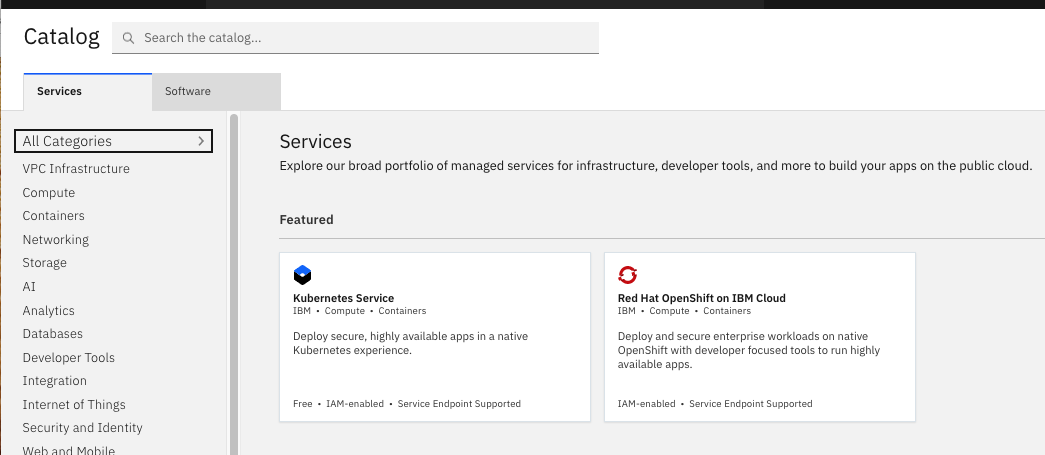 Catalog
Search the catalog...
Services
Software
All Categories
VPC Infrastructure
Compute
Containers
Networking
Storage
AI
Analytics
Databases
Developer Tools
Integration
Internet of Things
Security and Identity
Web and Mobile
Services
Explore our broad portfolio of managed services for infrastructure, developer tools, and more to build your apps on the public cloud.
Featured
Kubernetes Service
IBM • Compute • Containers
Deploy secure, highly available apps in a native
Kubernetes experience.
Free • IAM-enabled • Service Endpoint Supported
Red Hat OpenShift on IBM Cloud
IBM • Compute • Containers
Deploy and secure enterprise workloads on native
OpenShift with developer focused tools to run highly
available apps.
IAM-enabled • Service Endpoint Supported